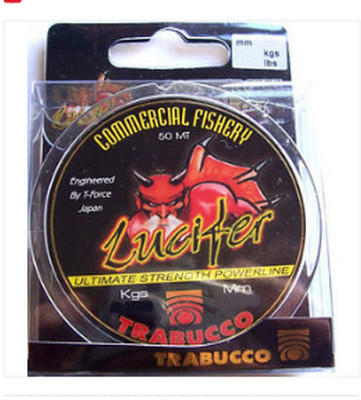 mm
kgs
lbs
COMMERCIAL FISHERY
50 MT
Engineered
By T-Force
Japan
Lucifer
ULTIMATE STRENGTH POWERLINE
Kgs Mm
TRABUCCO
TRABUCCO